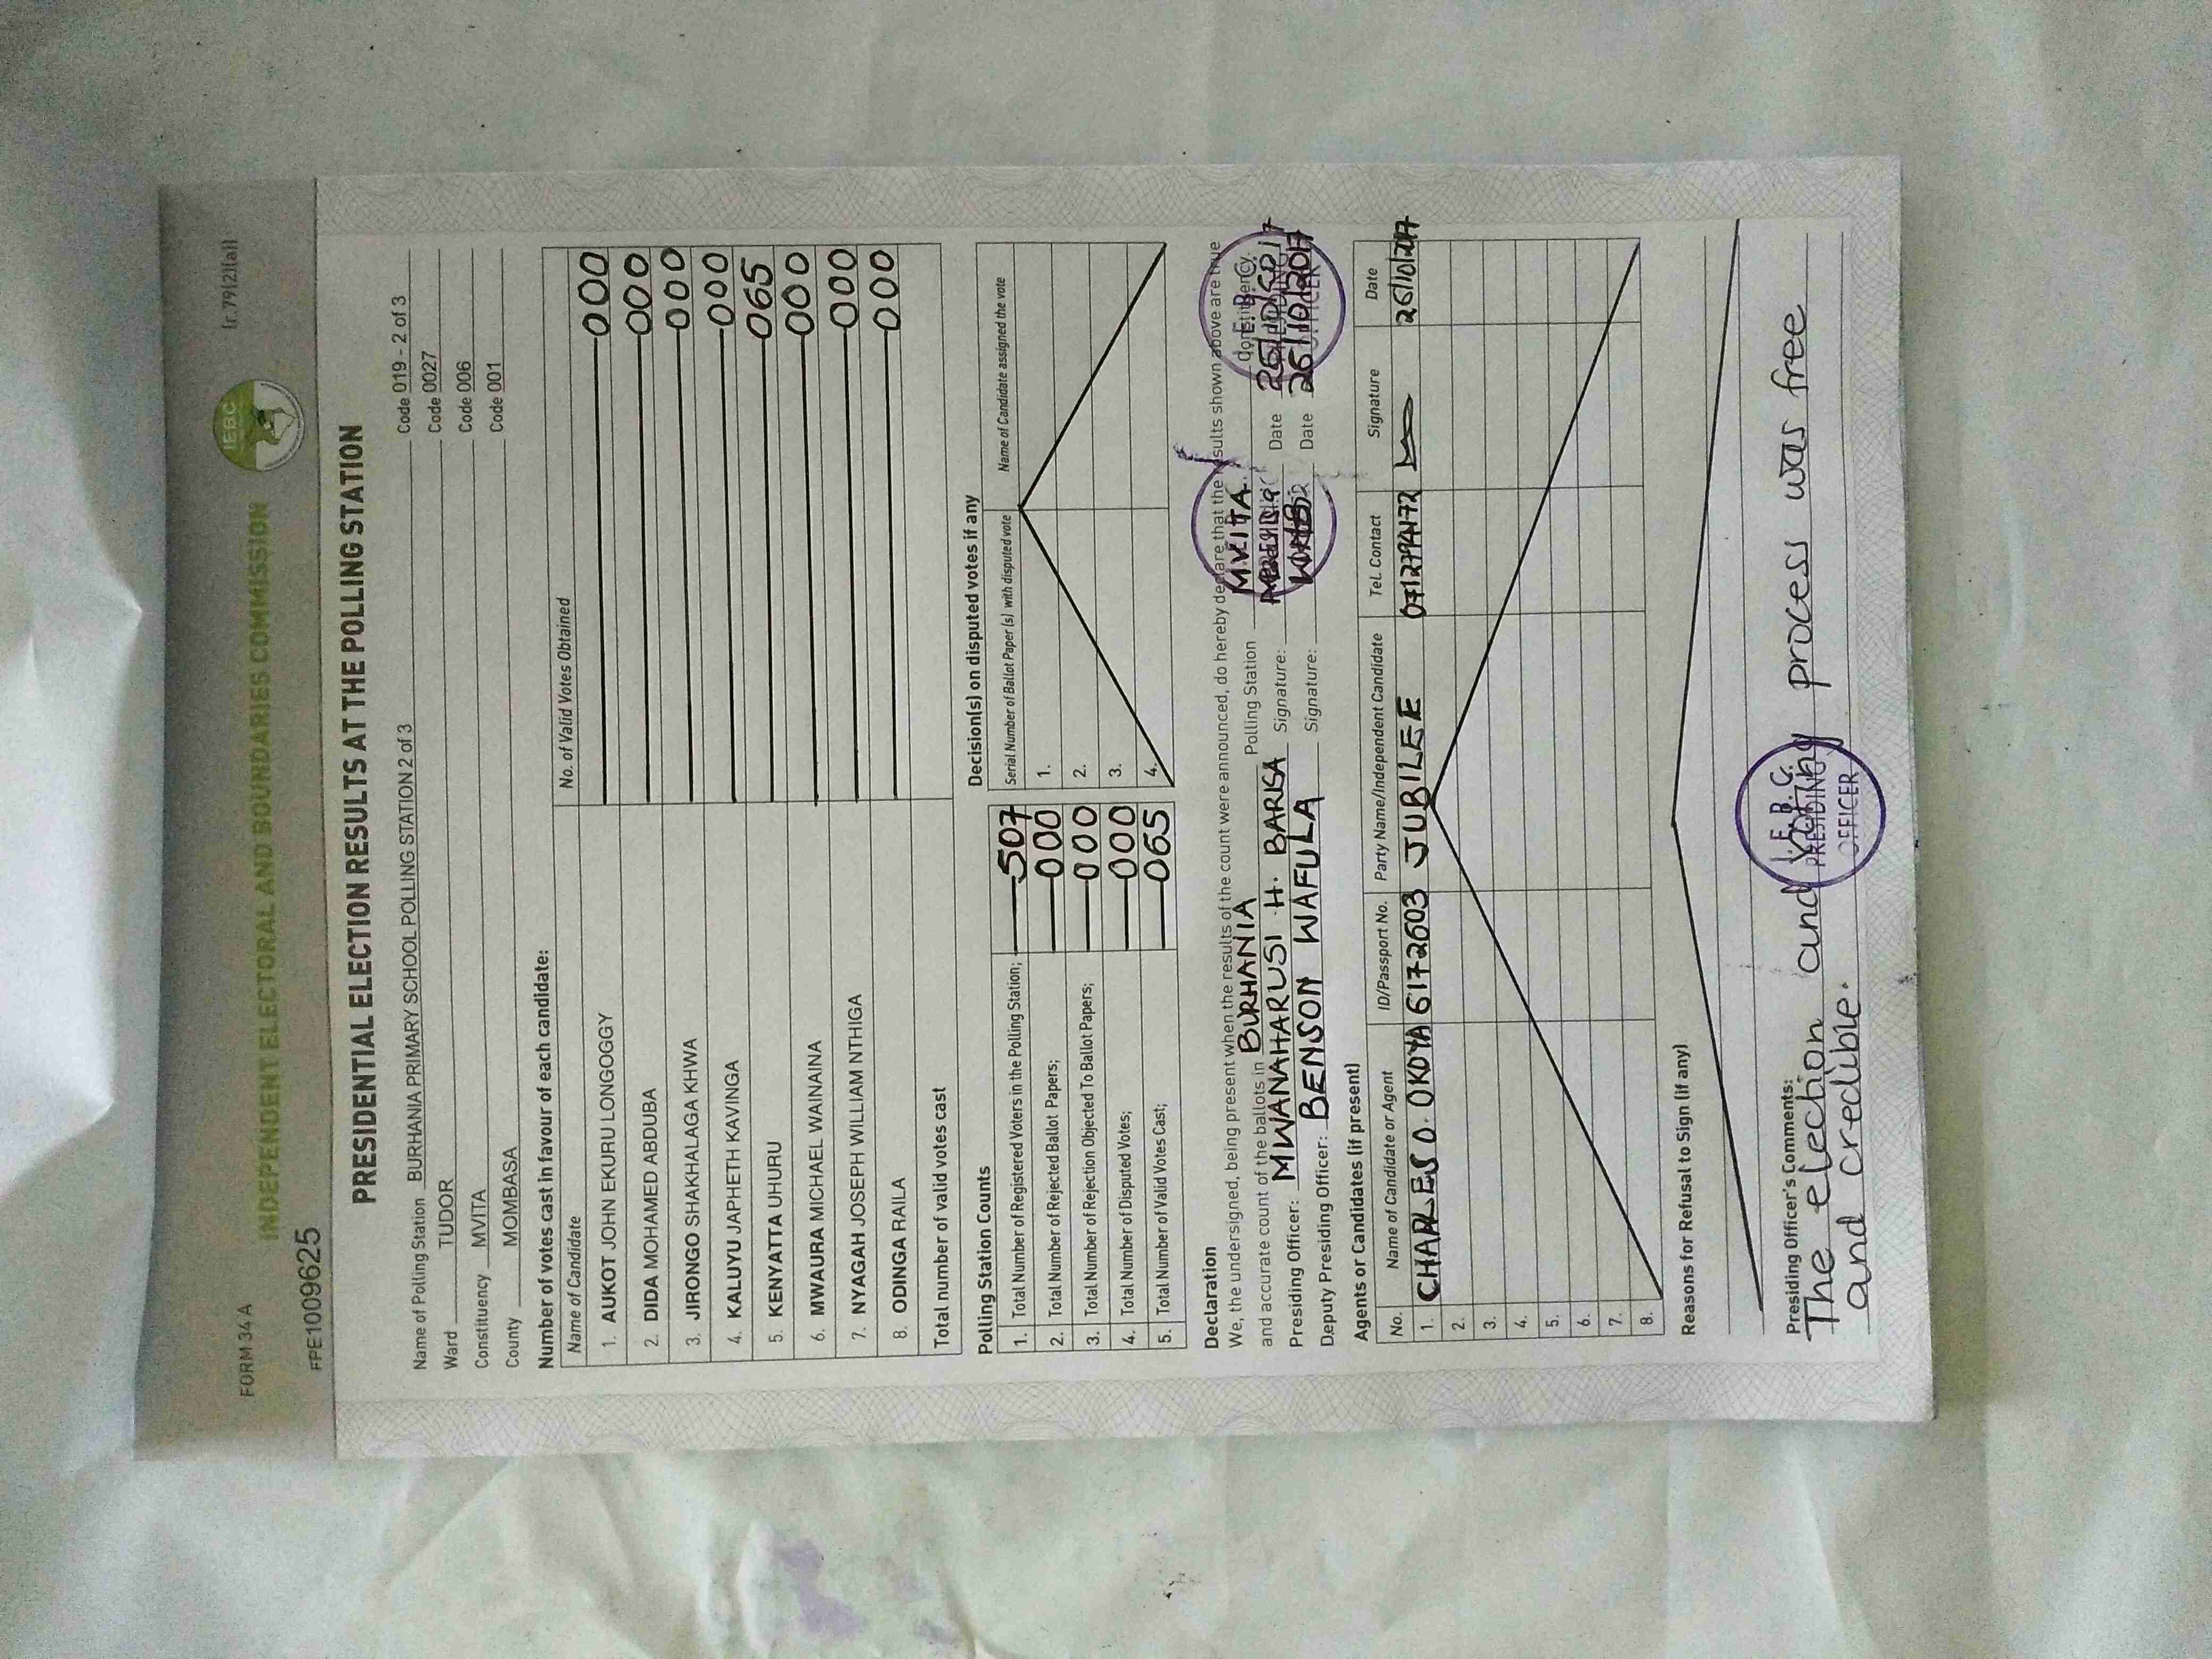 FORM 34 A
(r.79(2)(a))
INDEPENDENT ELECTORAL AND BOUNDARIES COMMISSION
IEBC
FPE1009625
PRESIDENTIAL ELECTION RESULTS AT THE POLLING STATION
Name of Polling Station BURHANIA PRIMARY SCHOOL POLLING STATION 2 of 3 Code 019 - 2 of 3
Ward TUDOR Code 0027
Constituency MVITA Code 006
County MOMBASA Code 001
Number of votes cast in favour of each candidate:
Name of Candidate No. of Valid Votes Obtained
1. AUKOT JOHN EKURU LONGOGGY 000
2. DIDA MOHAMED ABDUBA 000
3. JIRONGO SHAKHALAGA KHWA 000
4. KALUYU JAPHETH KAVINGA 000
5. KENYATTA UHURU 065
6. MWAURA MICHAEL WAINAINA 000
7. NYAGAH JOSEPH WILLIAM NTHIGA 000
8. ODINGA RAILA 000
Total number of valid votes cast
Polling Station Counts
1. Total Number of Registered Voters in the Polling Station; 507
2. Total Number of Rejected Ballot Papers; 000
3. Total Number of Rejection Objected To Ballot Papers; 000
4. Total Number of Disputed Votes; 000
5. Total Number of Valid Votes Cast; 065
Decision(s) on disputed votes if any
Serial Number of Ballot Paper (s) with disputed vote Name of Candidate assigned the vote
1.
2.
3.
4.
Declaration
We, the undersigned, being present when the results of the count were announced, do hereby declare that the results shown above are true
and accurate count of the ballots in BURHANIA Polling Station MVITA
Presiding Officer: MWANAHARUSI H. BARISA Signature: Date 26/10/2017
Deputy Presiding Officer: BENSON WAFULA Signature: Date 26/10/2017
Agents or Candidates (if present)
No. Name of Candidate or Agent ID/Passport No. Party Name/Independent Candidate Tel. Contact Signature Date
1. CHARLES O. OKOYA 6172603 JUBILEE 0712794472 26/10/2017
2.
3.
4.
5.
6.
7.
8.
Reasons for Refusal to Sign (if any)
Presiding Officer's Comments:
The election and voting process was free
and credible.
I.E.B.C.
PRESIDING
OFFICER